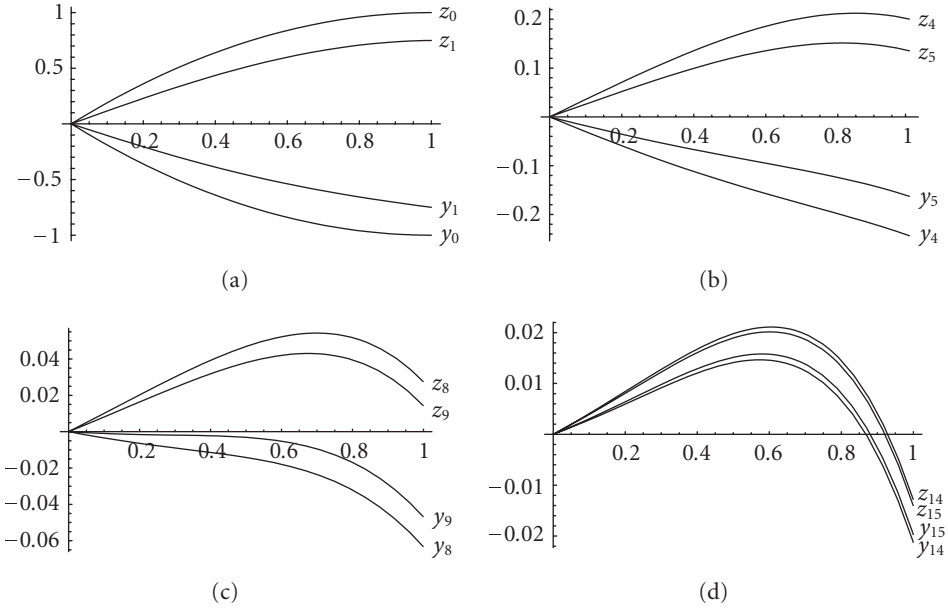 1
z₀
z₁
0.5
0.2 0.4 0.6 0.8 1
−0.5
y₁
−1
y₀
(a)
0.2
z₄
z₅
0.1
0.2 0.4 0.6 0.8 1
−0.1
y₅
−0.2
y₄
(b)
0.04
z₈
0.02
z₉
0.2 0.4 0.6 0.8 1
−0.02
−0.04
y₉
−0.06
y₈
(c)
0.02
0.01
0.2 0.4 0.6 0.8 1
−0.01
z₁₄
z₁₅
−0.02
y₁₅
y₁₄
(d)